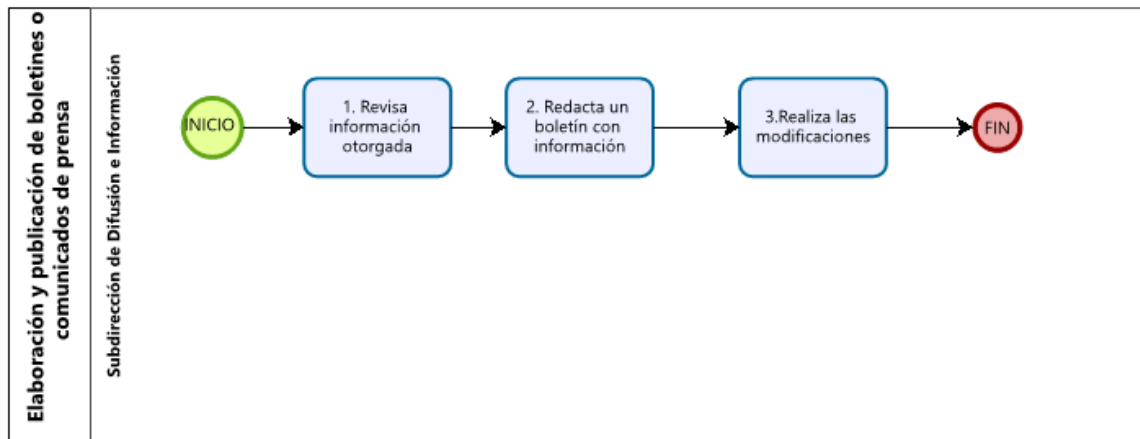 Elaboración y publicación de boletines o
comunicados de prensa
Subdirección de Difusión e Información
INICIO
1. Revisa
información
otorgada
2. Redacta un
boletín con
información
3.Realiza las
modificaciones
FIN